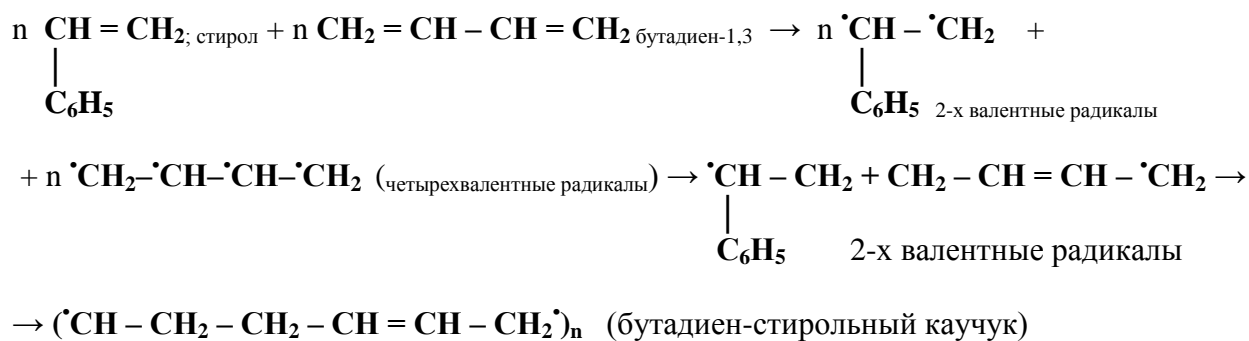 n CH = CH₂; стирол + n CH₂ = CH – CH = CH₂ бутадиен-1,3 → n •CH – •CH₂ +
|
|
C₆H₅
C₆H₅ 2-х валентные радикалы
+ n •CH₂–•CH–•CH–•CH₂ (четырехвалентные радикалы) → •CH – CH₂ + CH₂ – CH = CH – •CH₂ →
|
C₆H₅ 2-х валентные радикалы
→ (•CH – CH₂ – CH₂ – CH = CH – CH₂•)ₙ (бутадиен-стирольный каучук)